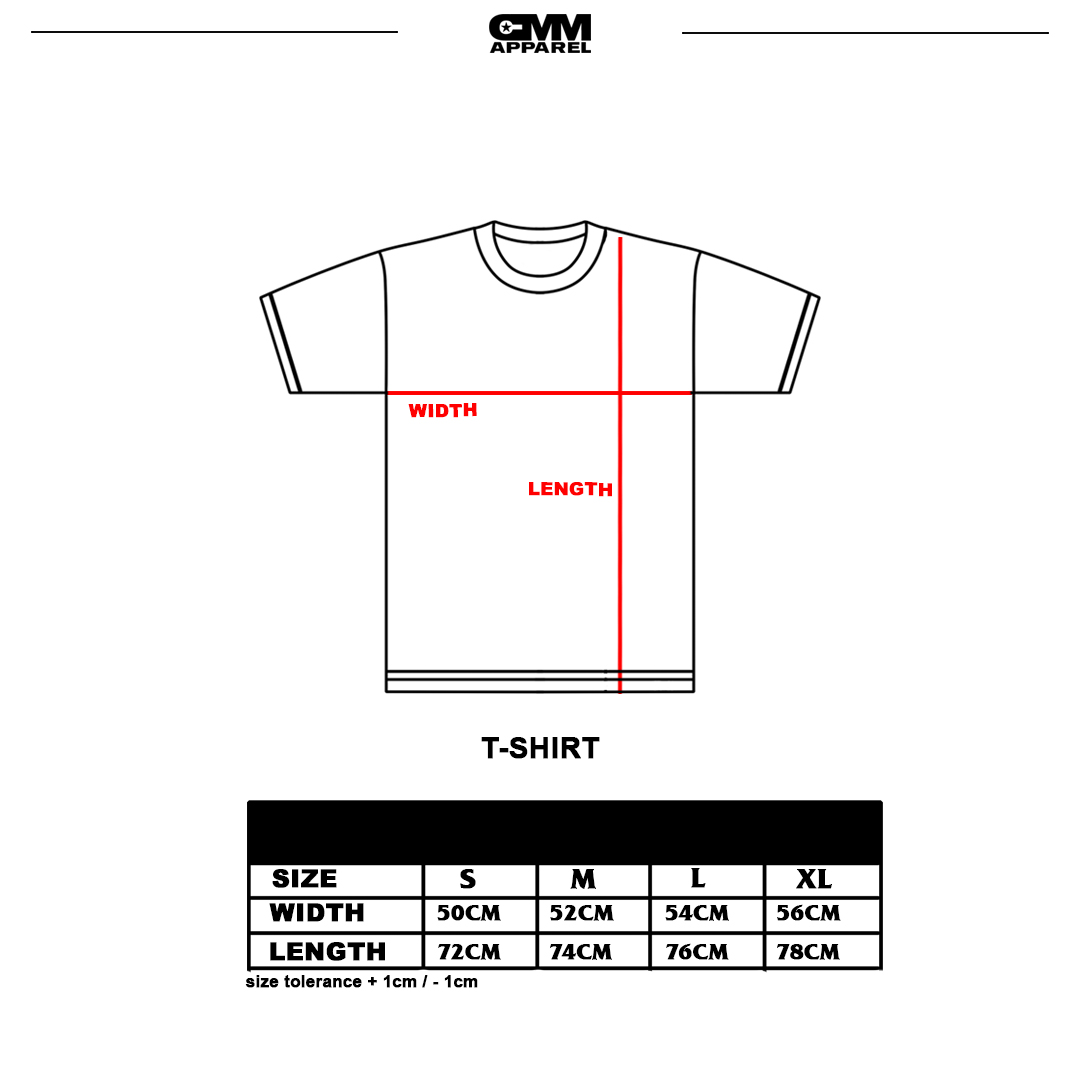 GMM
APPAREL
WIDTH
LENGTH
T-SHIRT
SIZE S M L XL
WIDTH 50CM 52CM 54CM 56CM
LENGTH 72CM 74CM 76CM 78CM
size tolerance + 1cm / - 1cm